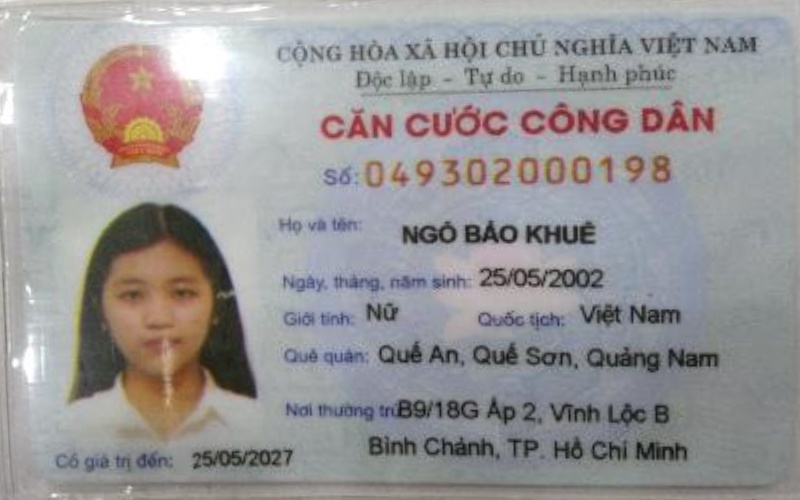 CỘNG HÒA XÃ HỘI CHỦ NGHĨA VIỆT NAM
Độc lập - Tự do - Hạnh phúc
CĂN CƯỚC CÔNG DÂN
Số: 049302000198
Họ và tên: NGÔ BẢO KHUÊ
Ngày, tháng, năm sinh: 25/05/2002
Giới tính: Nữ Quốc tịch: Việt Nam
Quê quán: Quế An, Quế Sơn, Quảng Nam
Nơi thường trú: B9/18G Ấp 2, Vĩnh Lộc B
Bình Chánh, TP. Hồ Chí Minh
Có giá trị đến: 25/05/2027